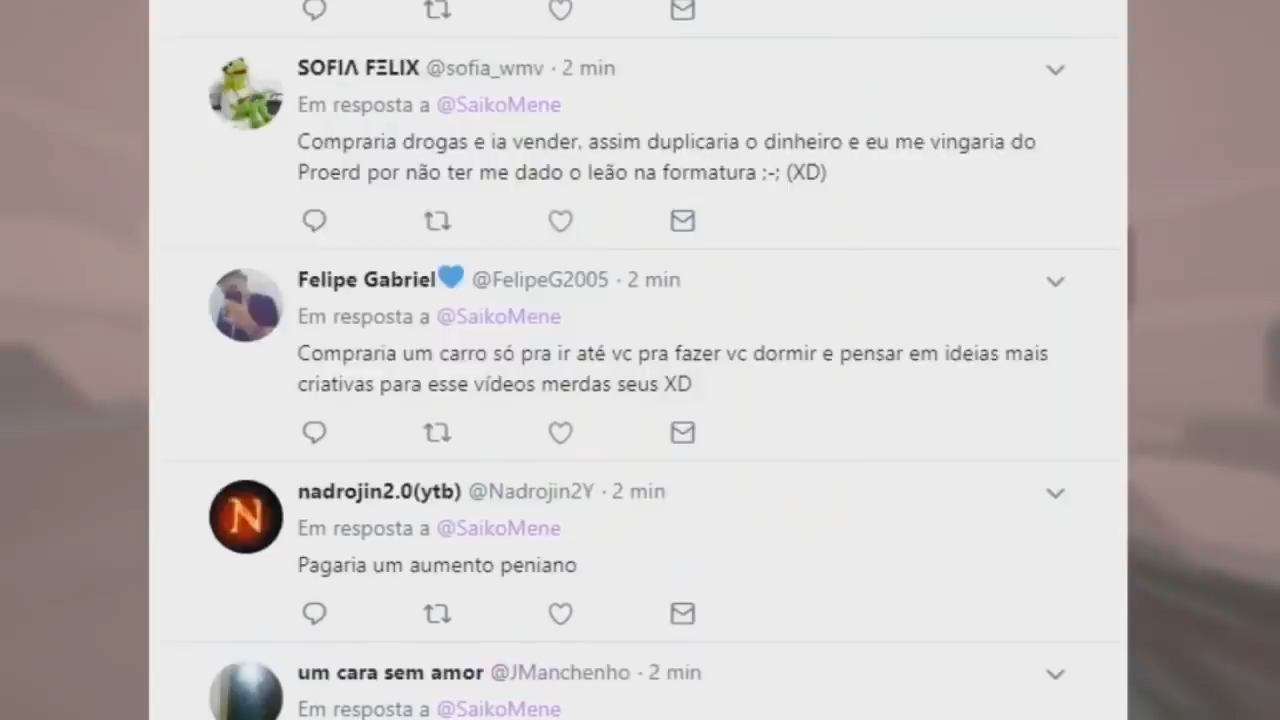 SOFIA FELIX @sofia_wmv · 2 min
Em resposta a @SaikoMene
Compraria drogas e ia vender, assim duplicaria o dinheiro e eu me vingaria do
Proerd por não ter me dado o leão na formatura ;-; (XD)
Felipe Gabriel💙 @FelipeG2005 · 2 min
Em resposta a @SaikoMene
Compraria um carro só pra ir até vc pra fazer vc dormir e pensar em ideias mais
criativas para esse vídeos merdas seus XD
nadrojin2.0(ytb) @Nadrojin2Y · 2 min
Em resposta a @SaikoMene
Pagaria um aumento peniano
um cara sem amor @JManchenho · 2 min
Em resposta a @SaikoMene